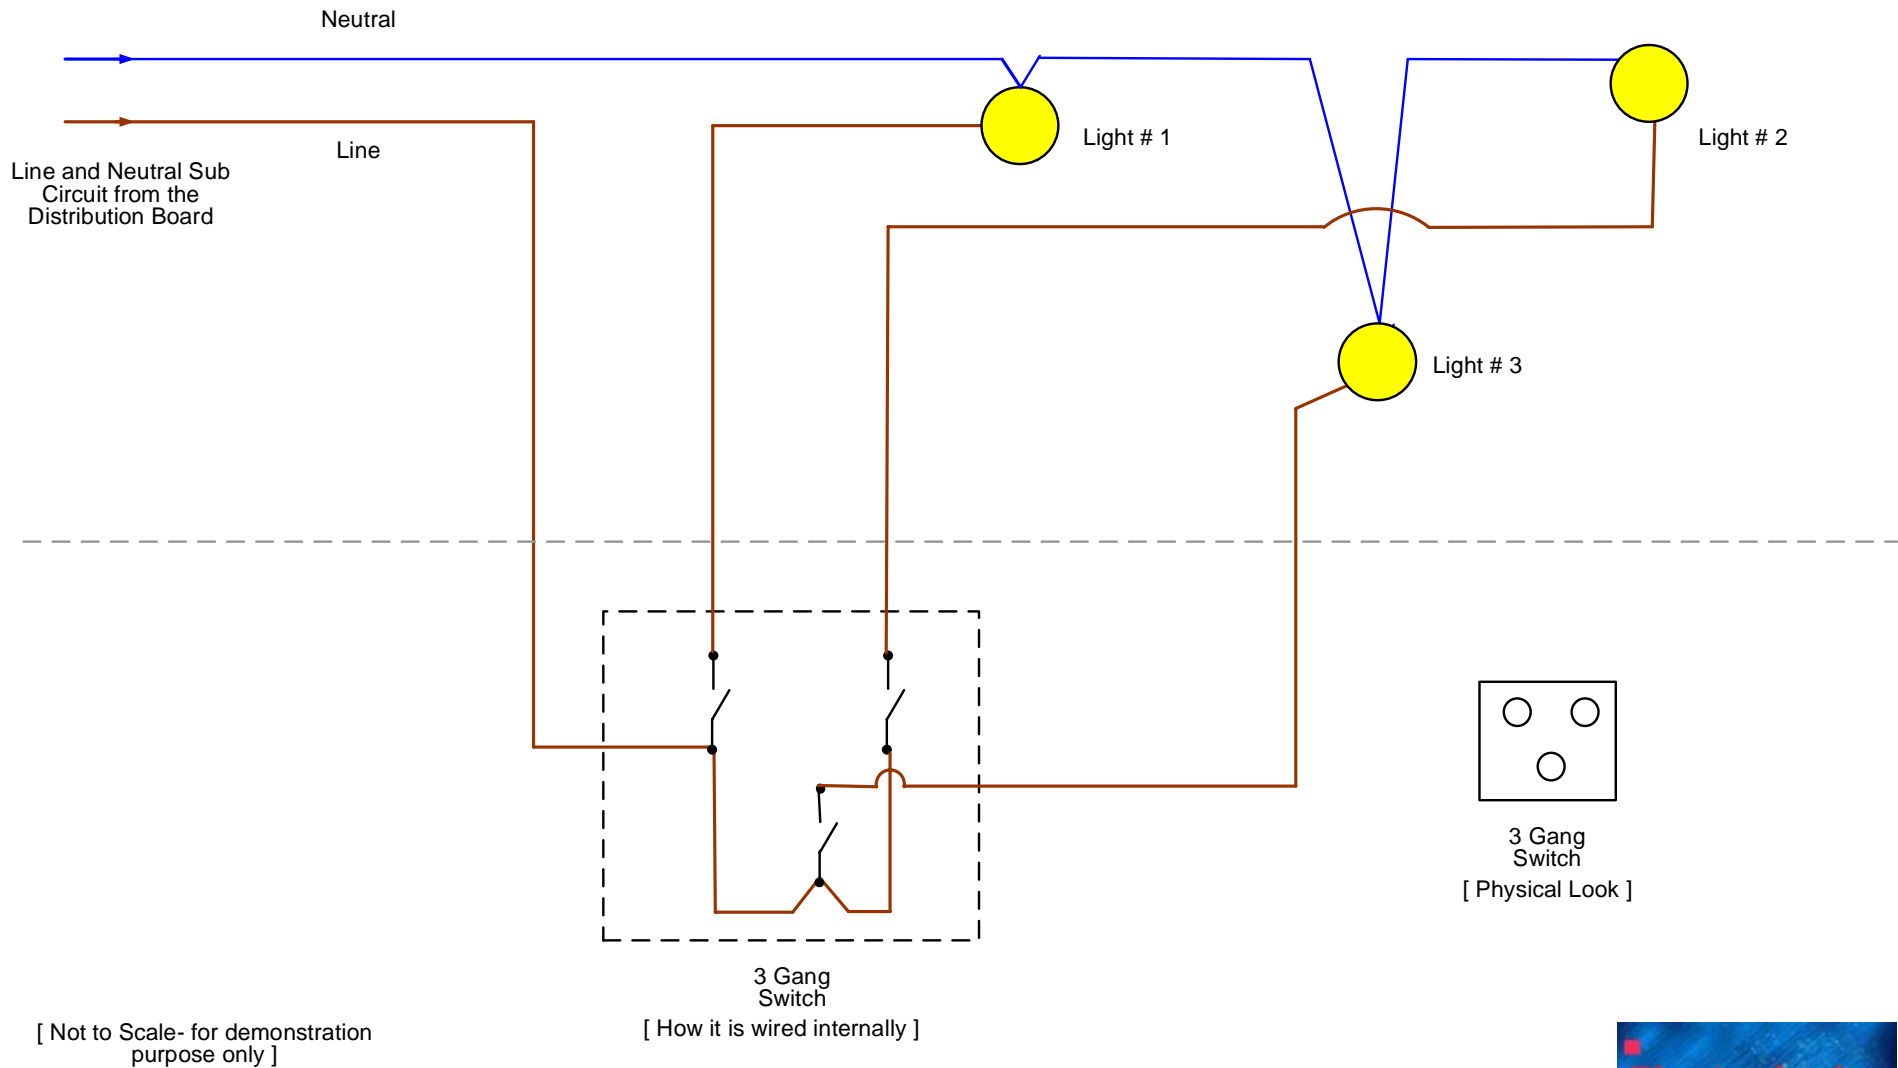 Neutral
Line
Line and Neutral Sub
Circuit from the
Distribution Board
Light # 1
Light # 2
Light # 3
3 Gang
Switch
[ Physical Look ]
3 Gang
Switch
[ How it is wired internally ]
[ Not to Scale- for demonstration
purpose only ]